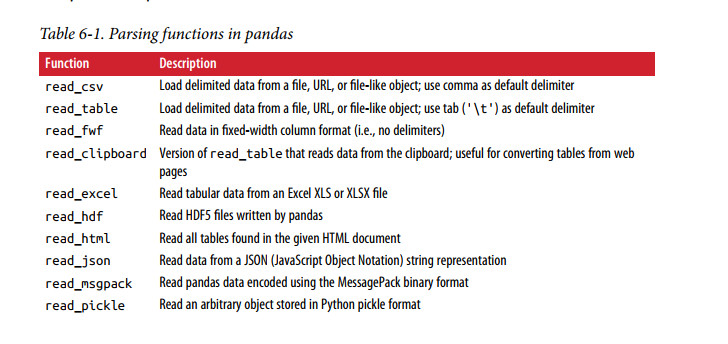 Table 6-1. Parsing functions in pandas
Function Description
read_csv Load delimited data from a file, URL, or file-like object; use comma as default delimiter
read_table Load delimited data from a file, URL, or file-like object; use tab ('\t') as default delimiter
read_fwf Read data in fixed-width column format (i.e., no delimiters)
read_clipboard Version of read_table that reads data from the clipboard; useful for converting tables from web
pages
read_excel Read tabular data from an Excel XLS or XLSX file
read_hdf Read HDF5 files written by pandas
read_html Read all tables found in the given HTML document
read_json Read data from a JSON (JavaScript Object Notation) string representation
read_msgpack Read pandas data encoded using the MessagePack binary format
read_pickle Read an arbitrary object stored in Python pickle format